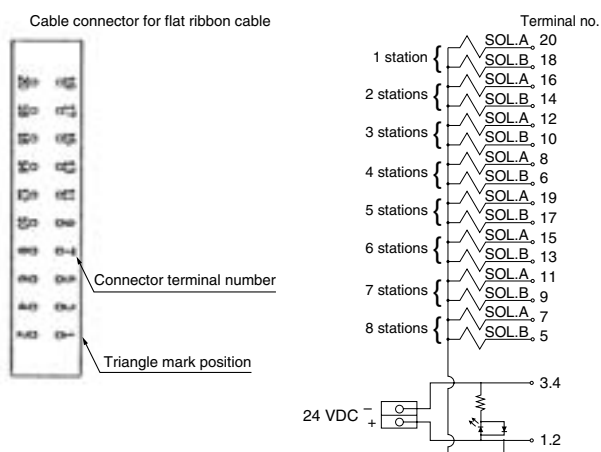 Cable connector for flat ribbon cable
Connector terminal number
Triangle mark position
Terminal no.
1 station
SOL.A 20
SOL.B 18
2 stations
SOL.A 16
SOL.B 14
3 stations
SOL.A 12
SOL.B 10
4 stations
SOL.A 8
SOL.B 6
5 stations
SOL.A 19
SOL.B 17
6 stations
SOL.A 15
SOL.B 13
7 stations
SOL.A 11
SOL.B 9
8 stations
SOL.A 7
SOL.B 5
3.4
24 VDC
−
+
1.2